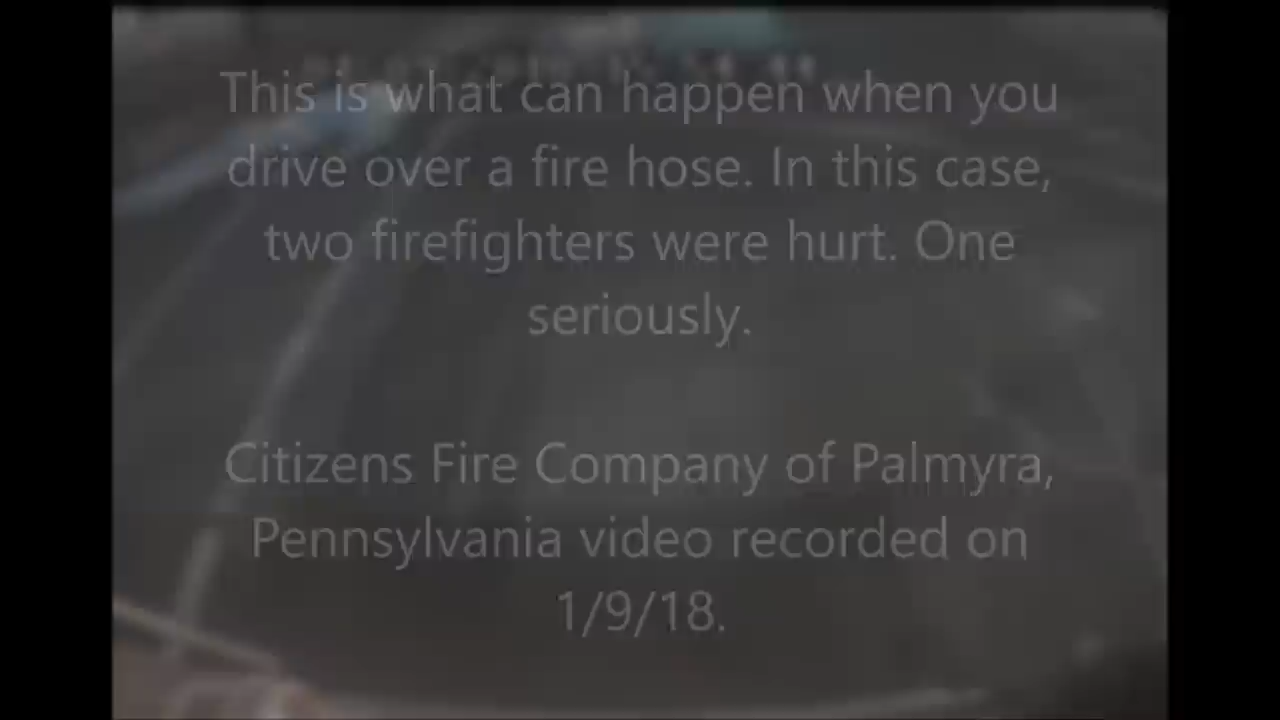 This is what can happen when you
drive over a fire hose. In this case,
two firefighters were hurt. One
seriously.
Citizens Fire Company of Palmyra,
Pennsylvania video recorded on
1/9/18.